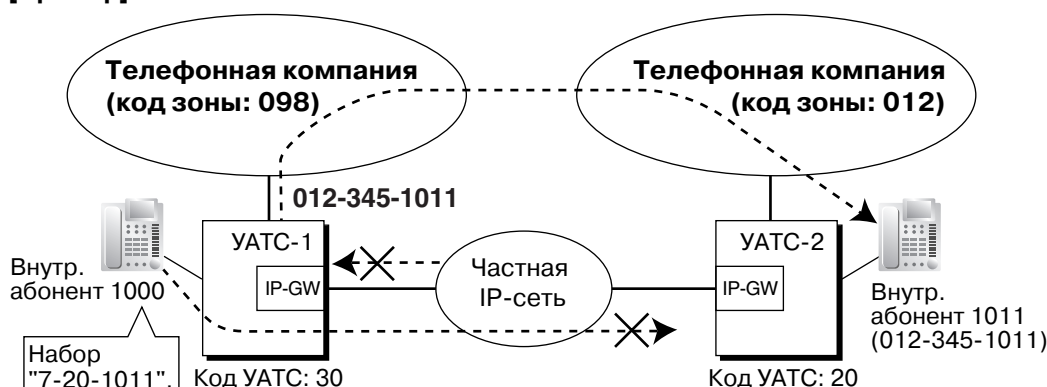 Телефонная компания
(код зоны: 098)
Телефонная компания
(код зоны: 012)
012-345-1011
УАТС-1
IP-GW
Внутр.
абонент 1000
Набор
"7-20-1011".
Код УАТС: 30
Частная
IP-сеть
УАТС-2
IP-GW
Внутр.
абонент 1011
(012-345-1011)
Код УАТС: 20